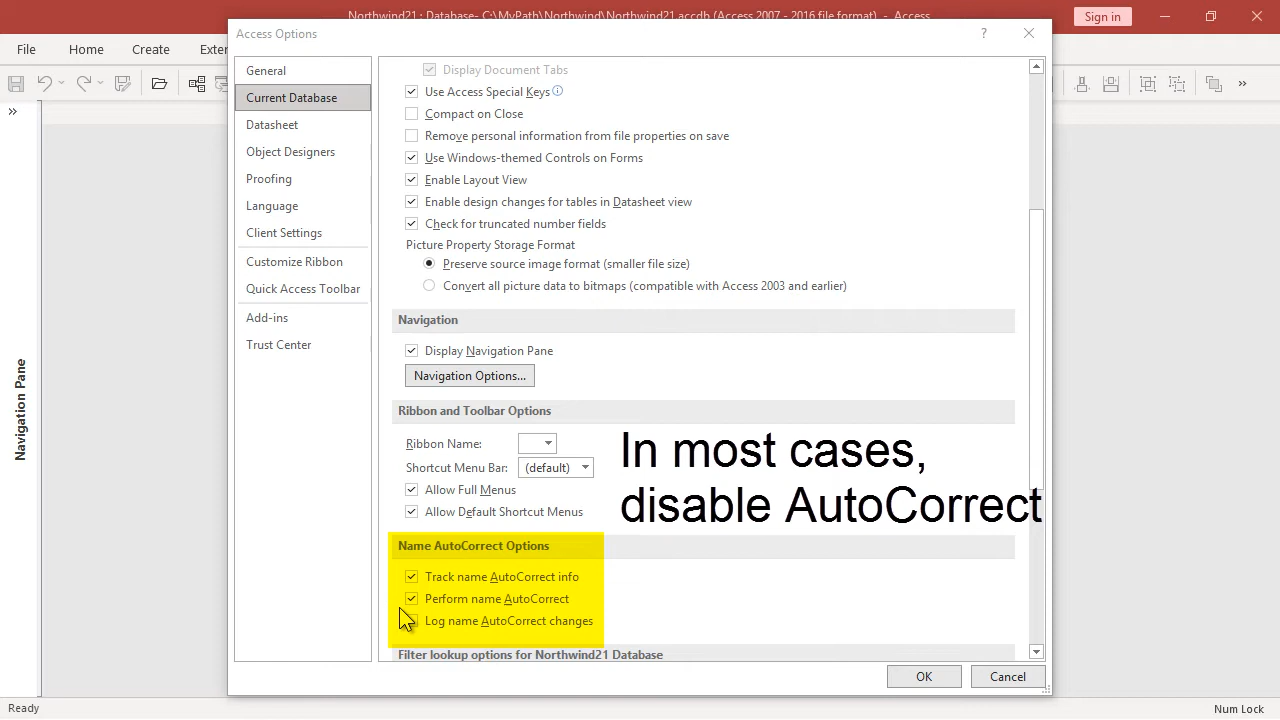 Northwind21 : Database- C:\MyPath\Northwind\Northwind21.accdb (Access 2007 - 2016 file format) - Access
Sign in
File
Home
Create
Exter
Access Options
?
General
Current Database
Datasheet
Object Designers
Proofing
Language
Client Settings
Customize Ribbon
Quick Access Toolbar
Add-ins
Trust Center
Display Document Tabs
Use Access Special Keys
Compact on Close
Remove personal information from file properties on save
Use Windows-themed Controls on Forms
Enable Layout View
Enable design changes for tables in Datasheet view
Check for truncated number fields
Picture Property Storage Format
Preserve source image format (smaller file size)
Convert all picture data to bitmaps (compatible with Access 2003 and earlier)
Navigation
Display Navigation Pane
Navigation Options...
Ribbon and Toolbar Options
Ribbon Name:
Shortcut Menu Bar: (default)
Allow Full Menus
Allow Default Shortcut Menus
In most cases,
disable AutoCorrect
Name AutoCorrect Options
Track name AutoCorrect info
Perform name AutoCorrect
Log name AutoCorrect changes
Filter lookup options for Northwind21 Database
OK
Cancel
Navigation Pane
Ready
Num Lock